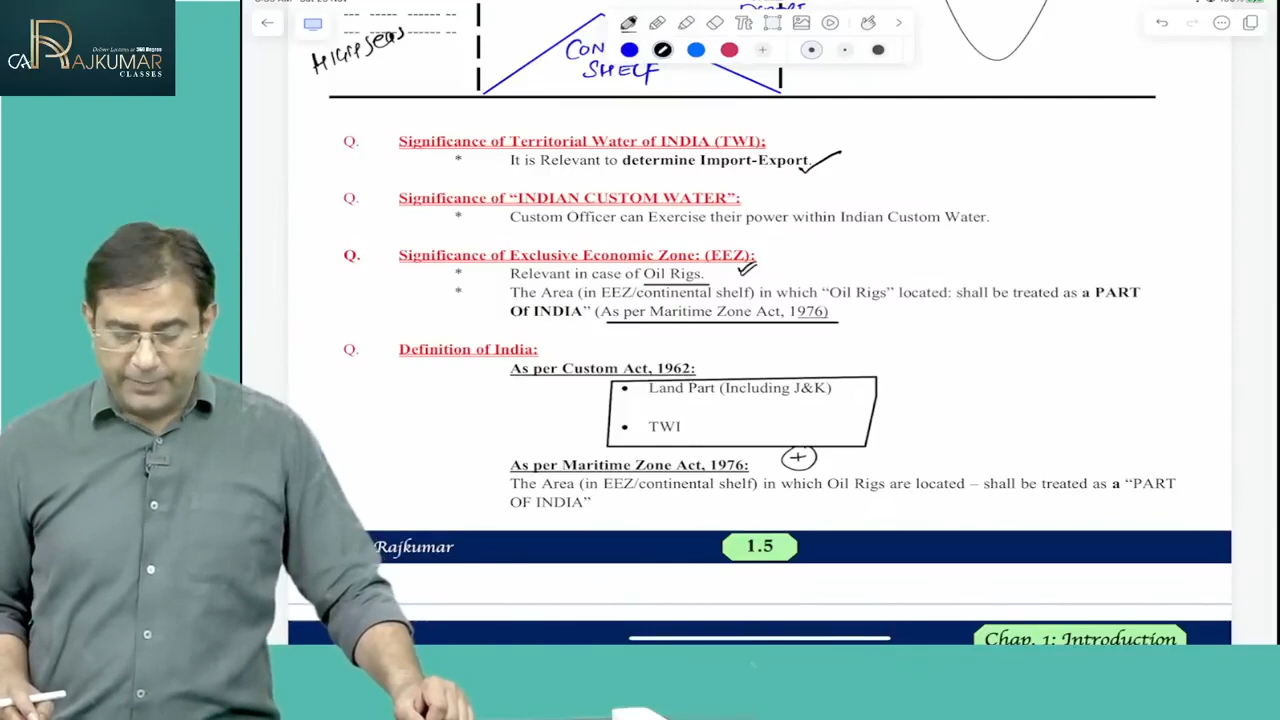 CA RAJKUMAR
Deliver Lectures at 360 Degree
CLASSES
Tt
High seas
CON
SHELF
Q. Significance of Territorial Water of INDIA (TWI);
* It is Relevant to determine Import-Export.
Q. Significance of “INDIAN CUSTOM WATER”:
* Custom Officer can Exercise their power within Indian Custom Water.
Q. Significance of Exclusive Economic Zone: (EEZ);
* Relevant in case of Oil Rigs.
* The Area (in EEZ/continental shelf) in which “Oil Rigs” located: shall be treated as a PART
Of INDIA” (As per Maritime Zone Act, 1976)
Q. Definition of India:
As per Custom Act, 1962:
• Land Part (Including J&K)
• TWI
+
As per Maritime Zone Act, 1976:
The Area (in EEZ/continental shelf) in which Oil Rigs are located – shall be treated as a “PART
OF INDIA”
Rajkumar 1.5
Chap. 1: Introduction